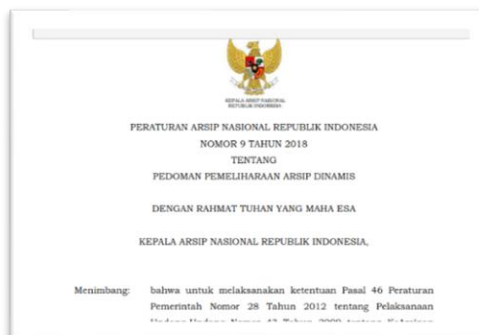 KEPALA ARSIP NASIONAL
REPUBLIK INDONESIA
PERATURAN ARSIP NASIONAL REPUBLIK INDONESIA
NOMOR 9 TAHUN 2018
TENTANG
PEDOMAN PEMELIHARAAN ARSIP DINAMIS
DENGAN RAHMAT TUHAN YANG MAHA ESA
KEPALA ARSIP NASIONAL REPUBLIK INDONESIA,
Menimbang: bahwa untuk melaksanakan ketentuan Pasal 46 Peraturan
Pemerintah Nomor 28 Tahun 2012 tentang Pelaksanaan